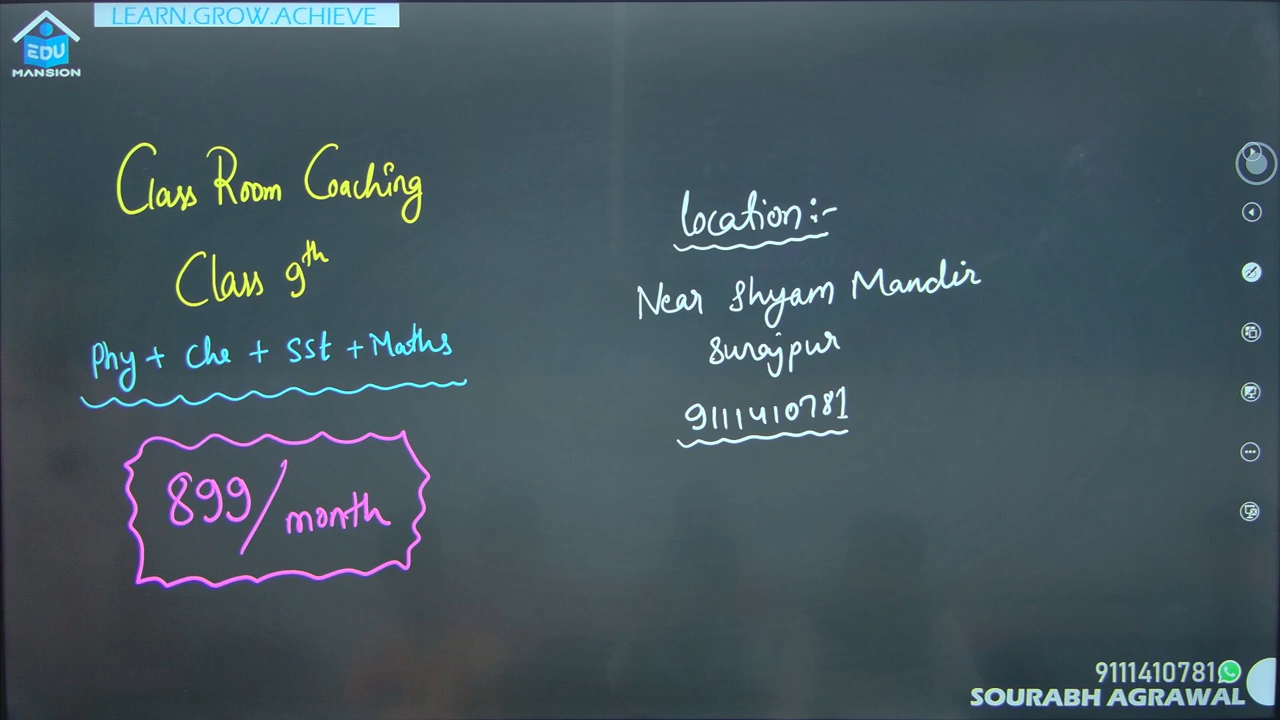 LEARN.GROW.ACHIEVE
EDU
MANSION
Class Room Coaching
Class 9th
Phy + Che + SSt + Maths
899/month
Location:-
Near Shyam Mandir
Surajpur
9111410781
9111410781
SOURABH AGRAWAL